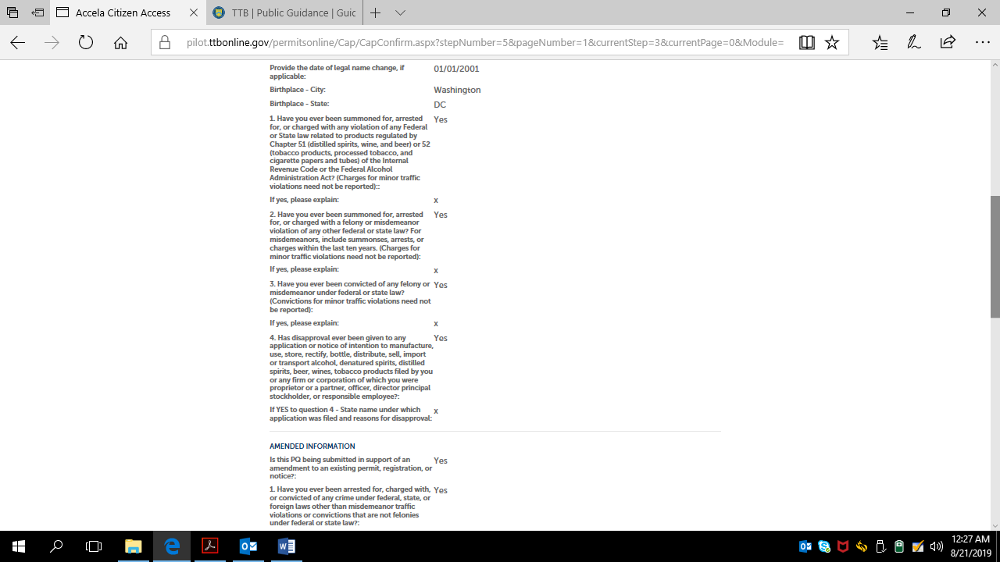 Accela Citizen Access
TTB | Public Guidance | Guic
pilot.ttbonline.gov/permitsonline/Cap/CapConfirm.aspx?stepNumber=5&pageNumber=1&currentStep=3&currentPage=0&Module=
Provide the date of legal name change, if 01/01/2001
applicable:
Birthplace - City: Washington
Birthplace - State: DC
1. Have you ever been summoned for, arrested Yes
for, or charged with any violation of any Federal
or State law related to products regulated by
Chapter 51 (distilled spirits, wine, and beer) or 52
(tobacco products, processed tobacco, and
cigarette papers and tubes) of the Internal
Revenue Code or the Federal Alcohol
Administration Act? (Charges for minor traffic
violations need not be reported)::
If yes, please explain: x
2. Have you ever been summoned for, arrested Yes
for, or charged with a felony or misdemeanor
violation of any other federal or state law? For
misdemeanors, include summonses, arrests, or
charges within the last ten years. (Charges for
minor traffic violations need not be reported):
If yes, please explain: x
3. Have you ever been convicted of any felony or Yes
misdemeanor under federal or state law?
(Convictions for minor traffic violations need not
be reported):
If yes, please explain: x
4. Has disapproval ever been given to any Yes
application or notice of intention to manufacture,
use, store, rectify, bottle, distribute, sell, import
or transport alcohol, denatured spirits, distilled
spirits, beer, wines, tobacco products filed by you
or any firm or corporation of which you were
proprietor or a partner, officer, director principal
stockholder, or responsible employee?:
If YES to question 4 - State name under which x
application was filed and reasons for disapproval:
AMENDED INFORMATION
Is this PQ being submitted in support of an Yes
amendment to an existing permit, registration, or
notice?:
1. Have you ever been arrested for, charged with, Yes
or convicted of any crime under federal, state, or
foreign laws other than misdemeanor traffic
violations or convictions that are not felonies
under federal or state law?:
12:27 AM
8/21/2019